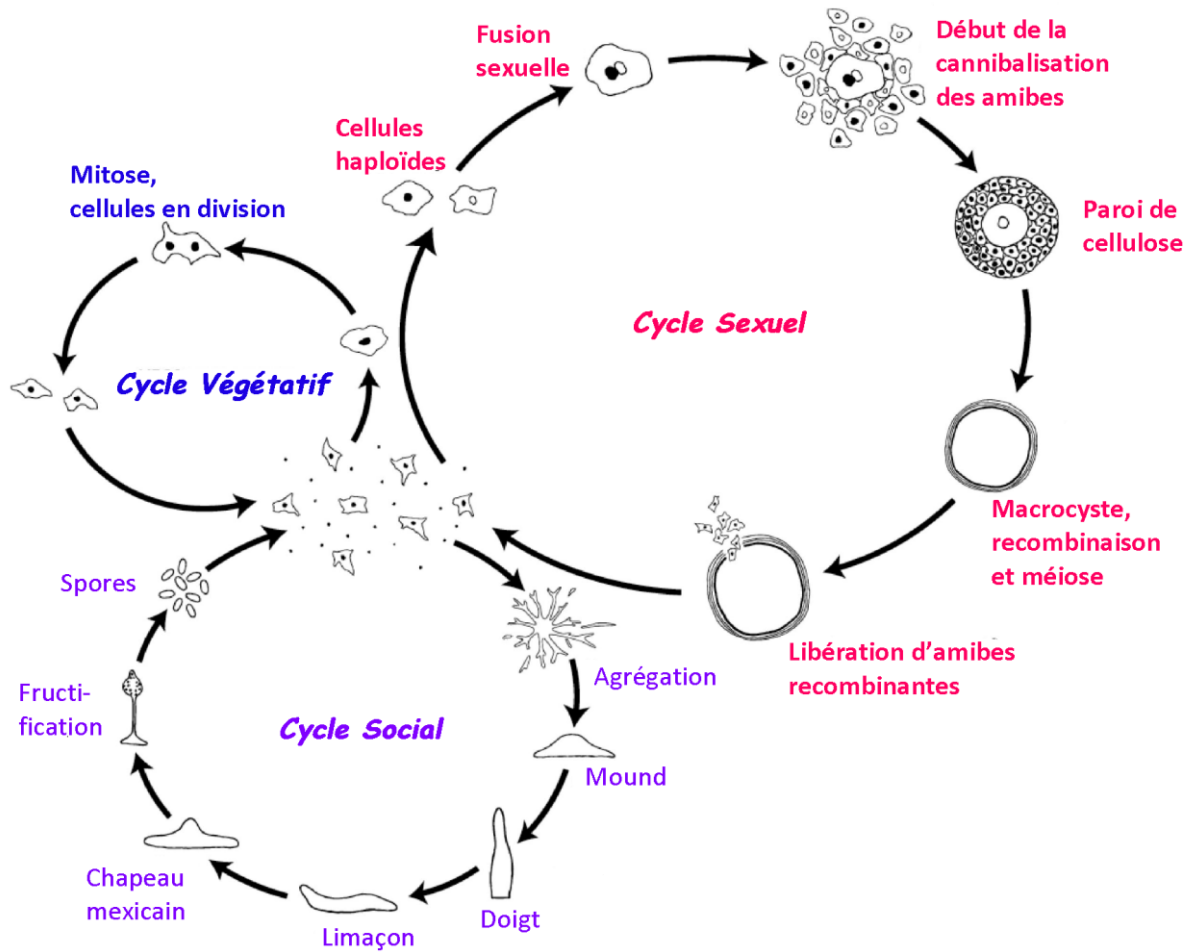 Fusion
sexuelle
Début de la
cannibalisation
des amibes
Cellules
haploïdes
Mitose,
cellules en division
Paroi de
cellulose
Cycle Sexuel
Cycle Végétatif
Macrocyste,
recombinaison
et méiose
Libération d'amibes
recombinantes
Spores
Agrégation
Fructi-
fication
Cycle Social
Mound
Chapeau
mexicain
Limaçon
Doigt